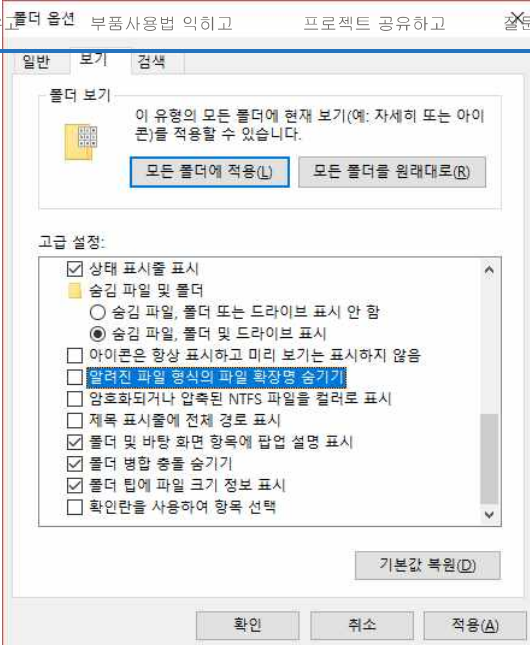 폴더 옵션
부품사용법 익히고 프로젝트 공유하고
일반 보기 검색
폴더 보기
이 유형의 모든 폴더에 현재 보기(예: 자세히 또는 아이
콘)를 적용할 수 있습니다.
모든 폴더에 적용(L) 모든 폴더를 원래대로(R)
고급 설정:
상태 표시줄 표시
숨김 파일 및 폴더
숨김 파일, 폴더 또는 드라이브 표시 안 함
숨김 파일, 폴더 및 드라이브 표시
아이콘은 항상 표시하고 미리 보기는 표시하지 않음
알려진 파일 형식의 파일 확장명 숨기기
암호화되거나 압축된 NTFS 파일을 컬러로 표시
제목 표시줄에 전체 경로 표시
폴더 및 바탕 화면 항목에 팝업 설명 표시
폴더 병합 충돌 숨기기
폴더 팁에 파일 크기 정보 표시
확인란을 사용하여 항목 선택
기본값 복원(D)
확인 취소 적용(A)